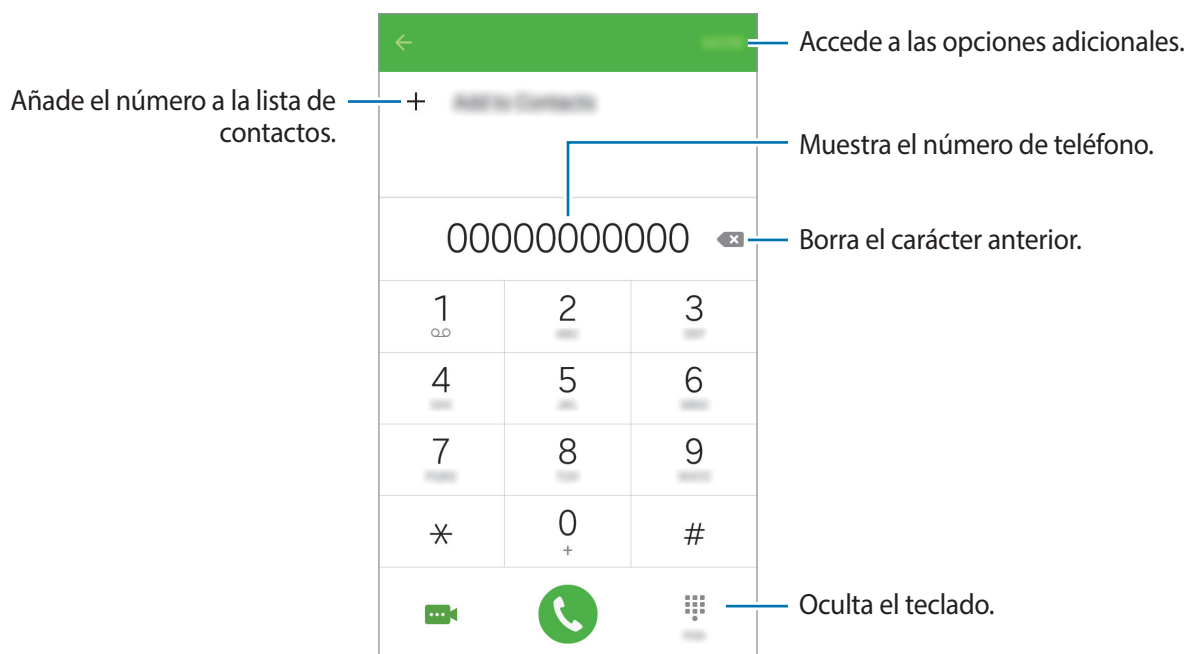 Accede a las opciones adicionales.
Añade el número a la lista de
contactos.
+
Muestra el número de teléfono.
00000000000
Borra el carácter anterior.
1 2 3
4 5 6
7 8 9
* 0 #
+
Oculta el teclado.